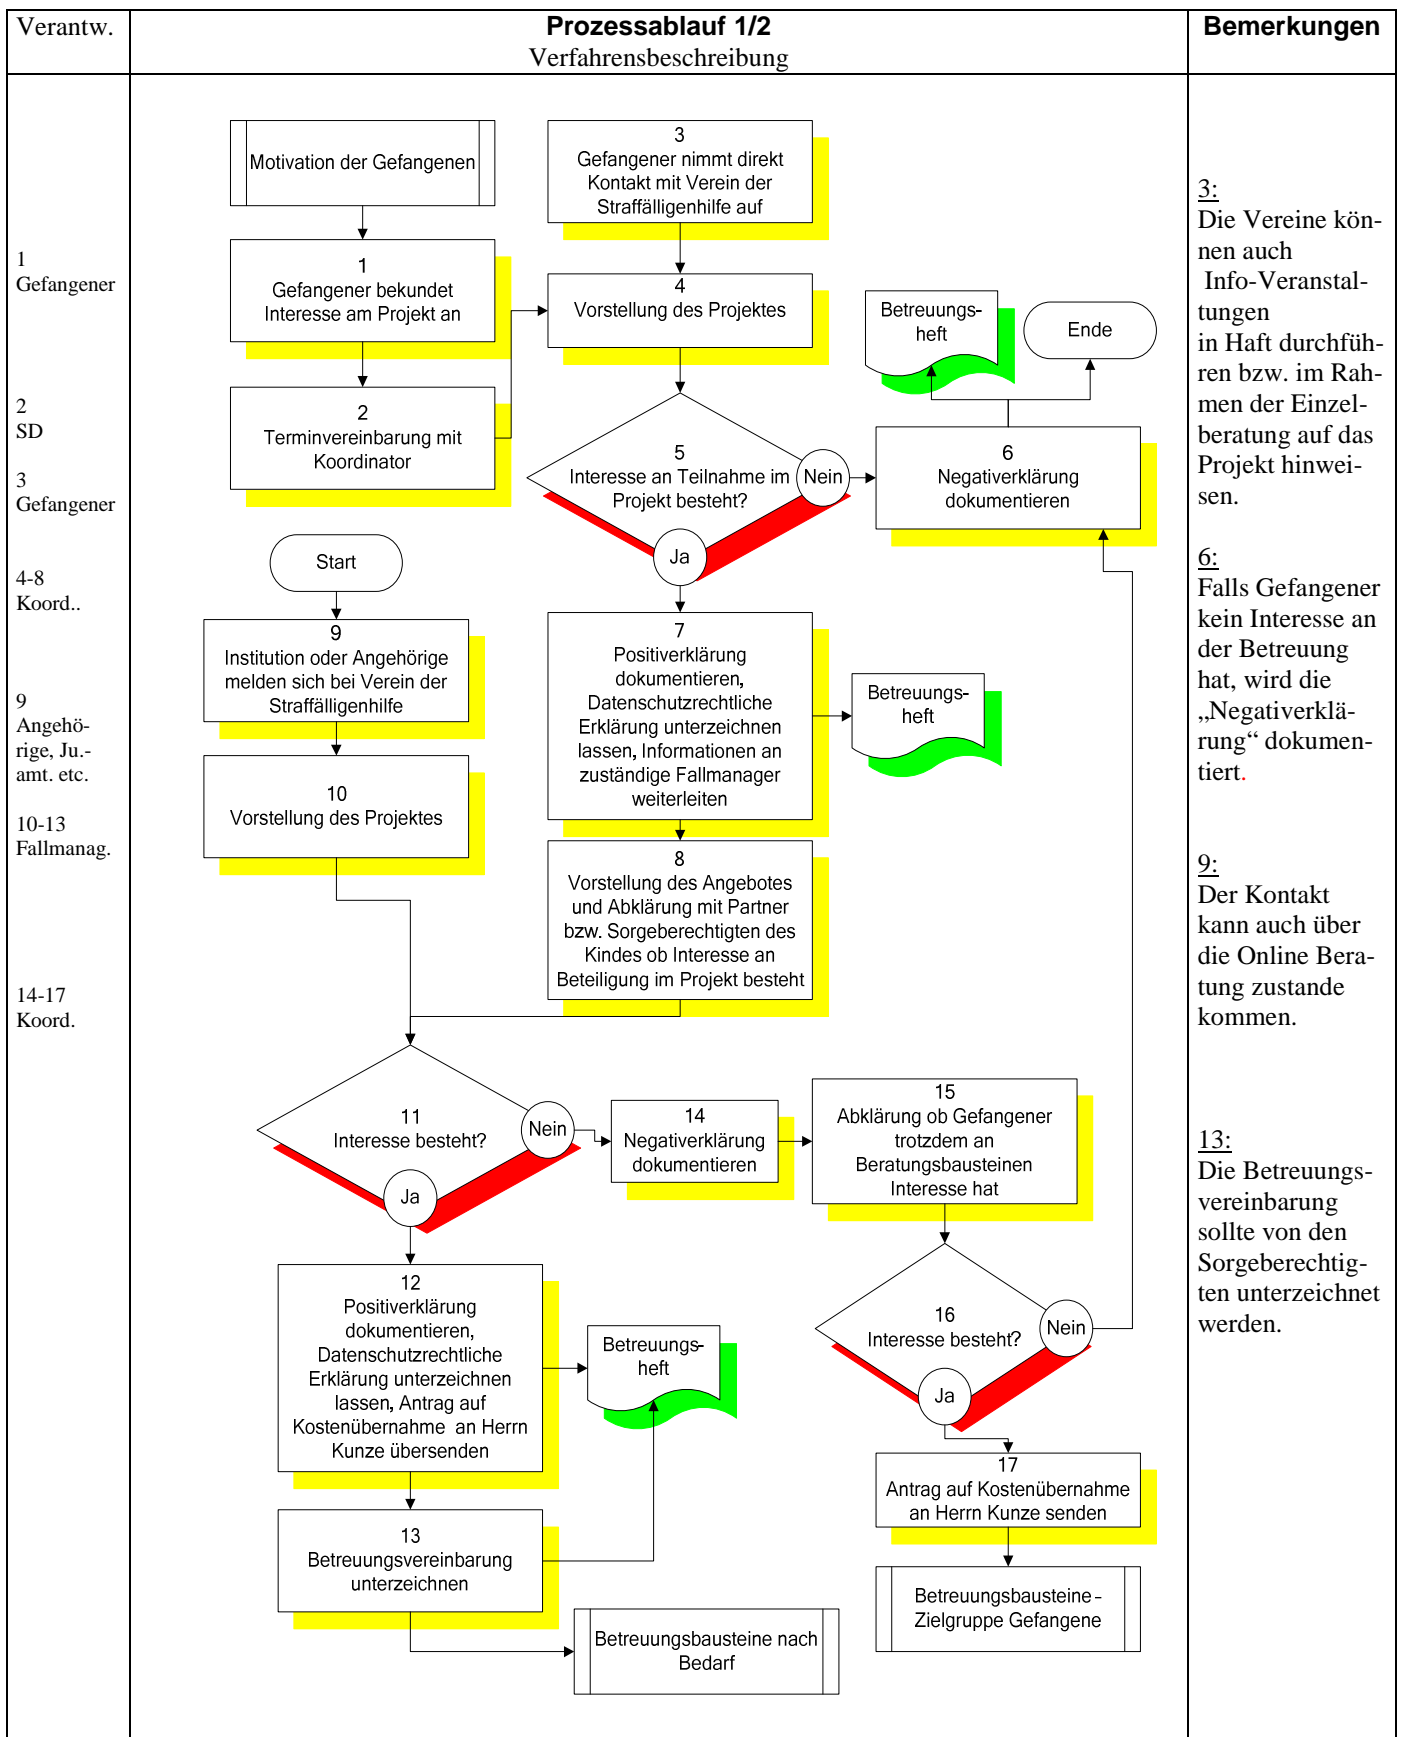 Verantw.
Prozessablauf 1/2
Verfahrensbeschreibung
Bemerkungen
1
Gefangener
2
SD
3
Gefangener
4-8
Koord..
9
Angehö-
rige, Ju.-
amt. etc.
10-13
Fallmanag.
14-17
Koord.
Motivation der Gefangenen
3
Gefangener nimmt direkt
Kontakt mit Verein der
Straffälligenhilfe auf
1
Gefangener bekundet
Interesse am Projekt an
4
Vorstellung des Projektes
Betreuungs-
heft
Ende
2
Terminvereinbarung mit
Koordinator
5
Interesse an Teilnahme im
Projekt besteht?
Nein
Ja
6
Negativerklärung
dokumentieren
Start
9
Institution oder Angehörige
melden sich bei Verein der
Straffälligenhilfe
7
Positiverklärung
dokumentieren,
Datenschutzrechtliche
Erklärung unterzeichnen
lassen, Informationen an
zuständige Fallmanager
weiterleiten
Betreuungs-
heft
10
Vorstellung des Projektes
8
Vorstellung des Angebotes
und Abklärung mit Partner
bzw. Sorgeberechtigten des
Kindes ob Interesse an
Beteiligung im Projekt besteht
11
Interesse besteht?
Nein
Ja
14
Negativerklärung
dokumentieren
15
Abklärung ob Gefangener
trotzdem an
Beratungsbausteinen
Interesse hat
12
Positiverklärung
dokumentieren,
Datenschutzrechtliche
Erklärung unterzeichnen
lassen, Antrag auf
Kostenübernahme an Herrn
Kunze übersenden
Betreuungs-
heft
16
Interesse besteht?
Nein
Ja
17
Antrag auf Kostenübernahme
an Herrn Kunze senden
13
Betreuungsvereinbarung
unterzeichnen
Betreuungsbausteine –
Zielgruppe Gefangene
Betreuungsbausteine nach
Bedarf
3:
Die Vereine kön-
nen auch
Info-Veranstal-
tungen
in Haft durchfüh-
ren bzw. im Rah-
men der Einzel-
beratung auf das
Projekt hinwei-
sen.
6:
Falls Gefangener
kein Interesse an
der Betreuung
hat, wird die
„Negativerklä-
rung“ dokumen-
tiert.
9:
Der Kontakt
kann auch über
die Online Bera-
tung zustande
kommen.
13:
Die Betreuungs-
vereinbarung
sollte von den
Sorgeberechtig-
ten unterzeichnet
werden.